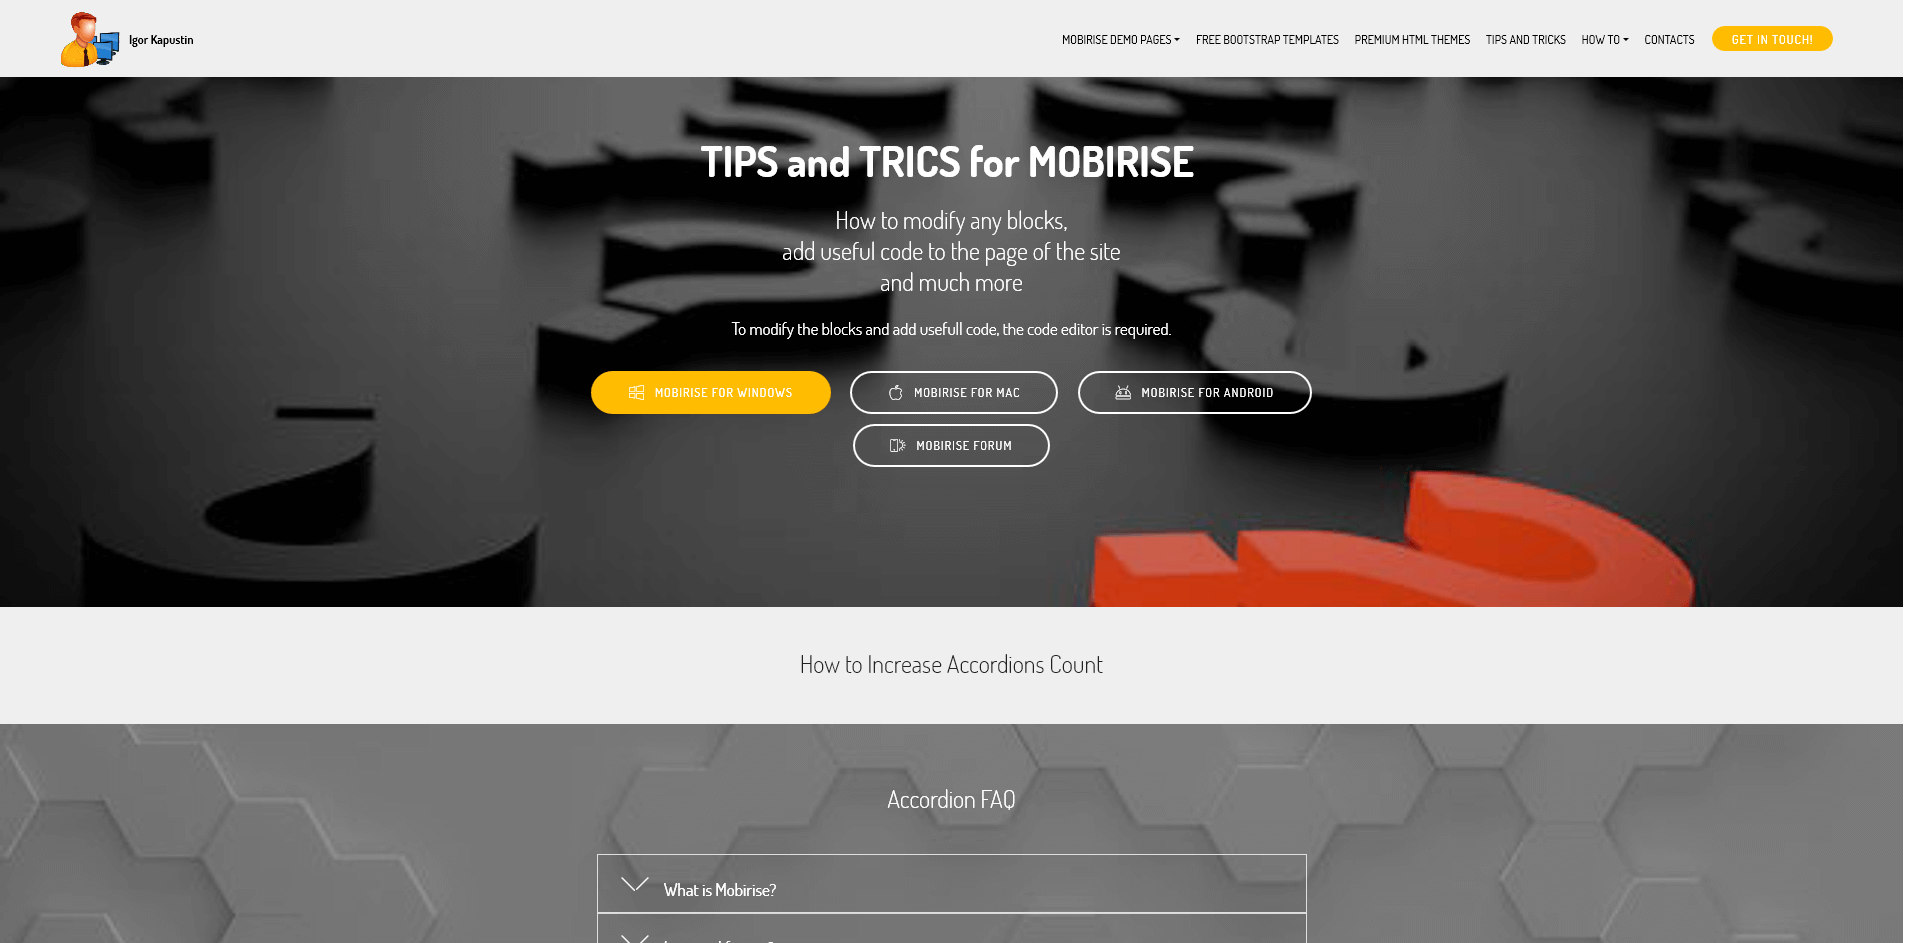 Igor Kapustin
MOBIRISE DEMO PAGES
FREE BOOTSTRAP TEMPLATES
PREMIUM HTML THEMES
TIPS AND TRICKS
HOW TO
CONTACTS
GET IN TOUCH!
TIPS and TRICS for MOBIRISE
How to modify any blocks,
add useful code to the page of the site
and much more
To modify the blocks and add usefull code, the code editor is required.
MOBIRISE FOR WINDOWS
MOBIRISE FOR MAC
MOBIRISE FOR ANDROID
MOBIRISE FORUM
How to Increase Accordions Count
Accordion FAQ
What is Mobirise?